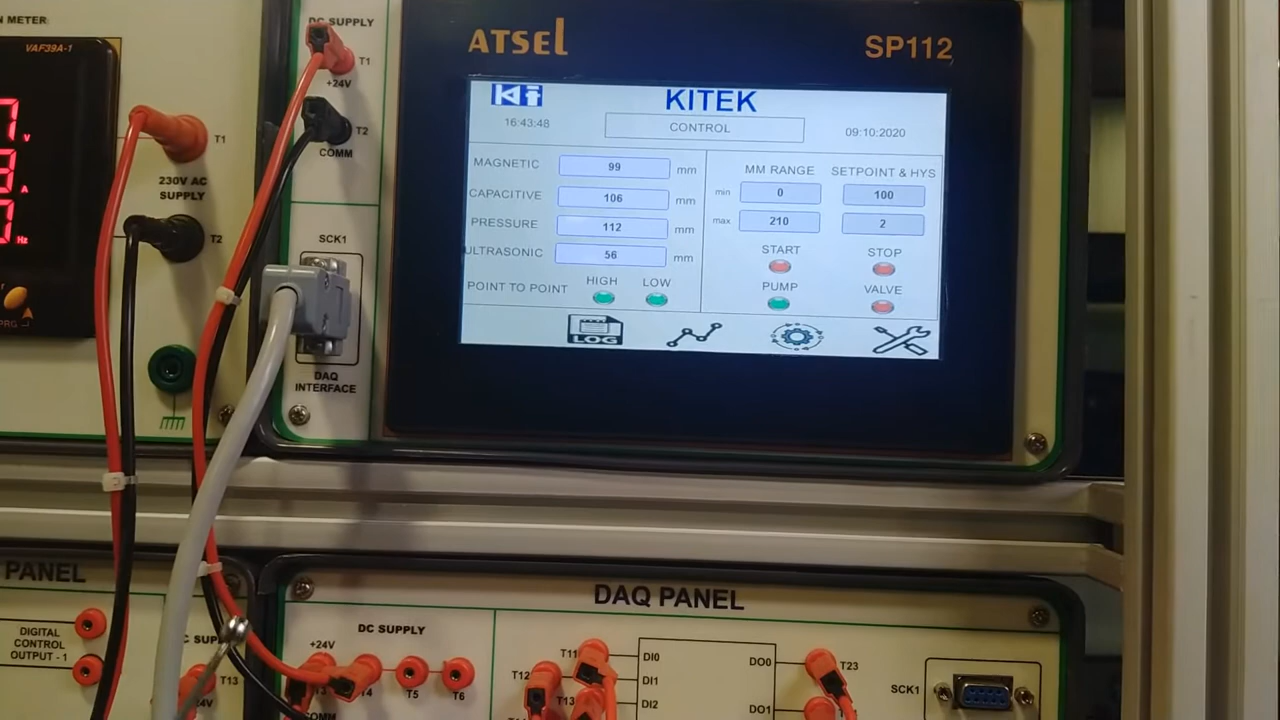 N METER
VAF39A-1
V
A
Hz
PRG
T1
230V AC
SUPPLY
T2
DC SUPPLY
T1
+24V
T2
COMM
SCK1
DAQ
INTERFACE
ATSEL
SP112
KI
KITEK
16:43:48
CONTROL
09:10:2020
MAGNETIC 99 mm
CAPACITIVE 106 mm
PRESSURE 112 mm
ULTRASONIC 56 mm
POINT TO POINT HIGH LOW
MM RANGE SETPOINT & HYS
min 0 100
max 210 2
START STOP
PUMP VALVE
LOG
PANEL
DIGITAL
CONTROL
OUTPUT - 1
T13
DAQ PANEL
DC SUPPLY
+24V
T4
T5
T6
COMM
T11
T12
T13
DI0
DI1
DI2
DO0
DO1
T23
SCK1